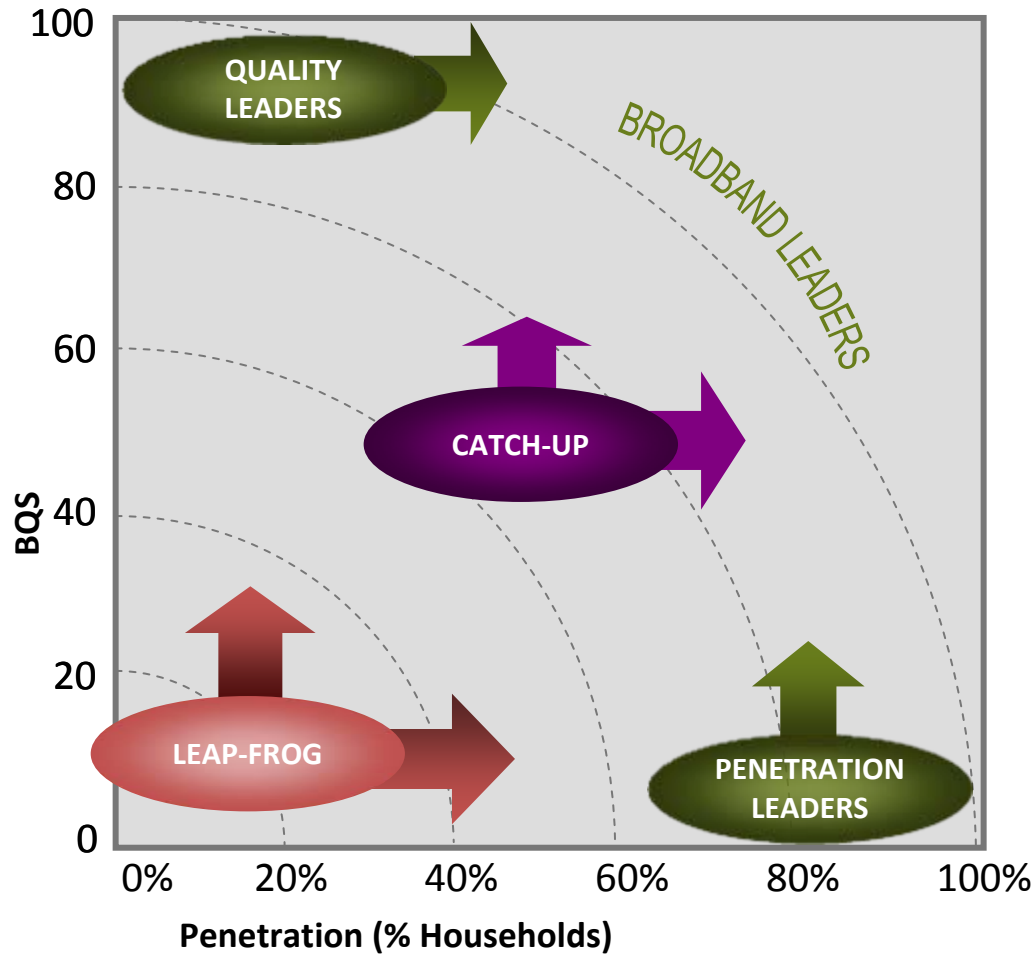 100
QUALITY
LEADERS
BROADBAND LEADERS
80
60
CATCH-UP
BQS
40
20
LEAP-FROG
PENETRATION
LEADERS
0
0% 20% 40% 60% 80% 100%
Penetration (% Households)